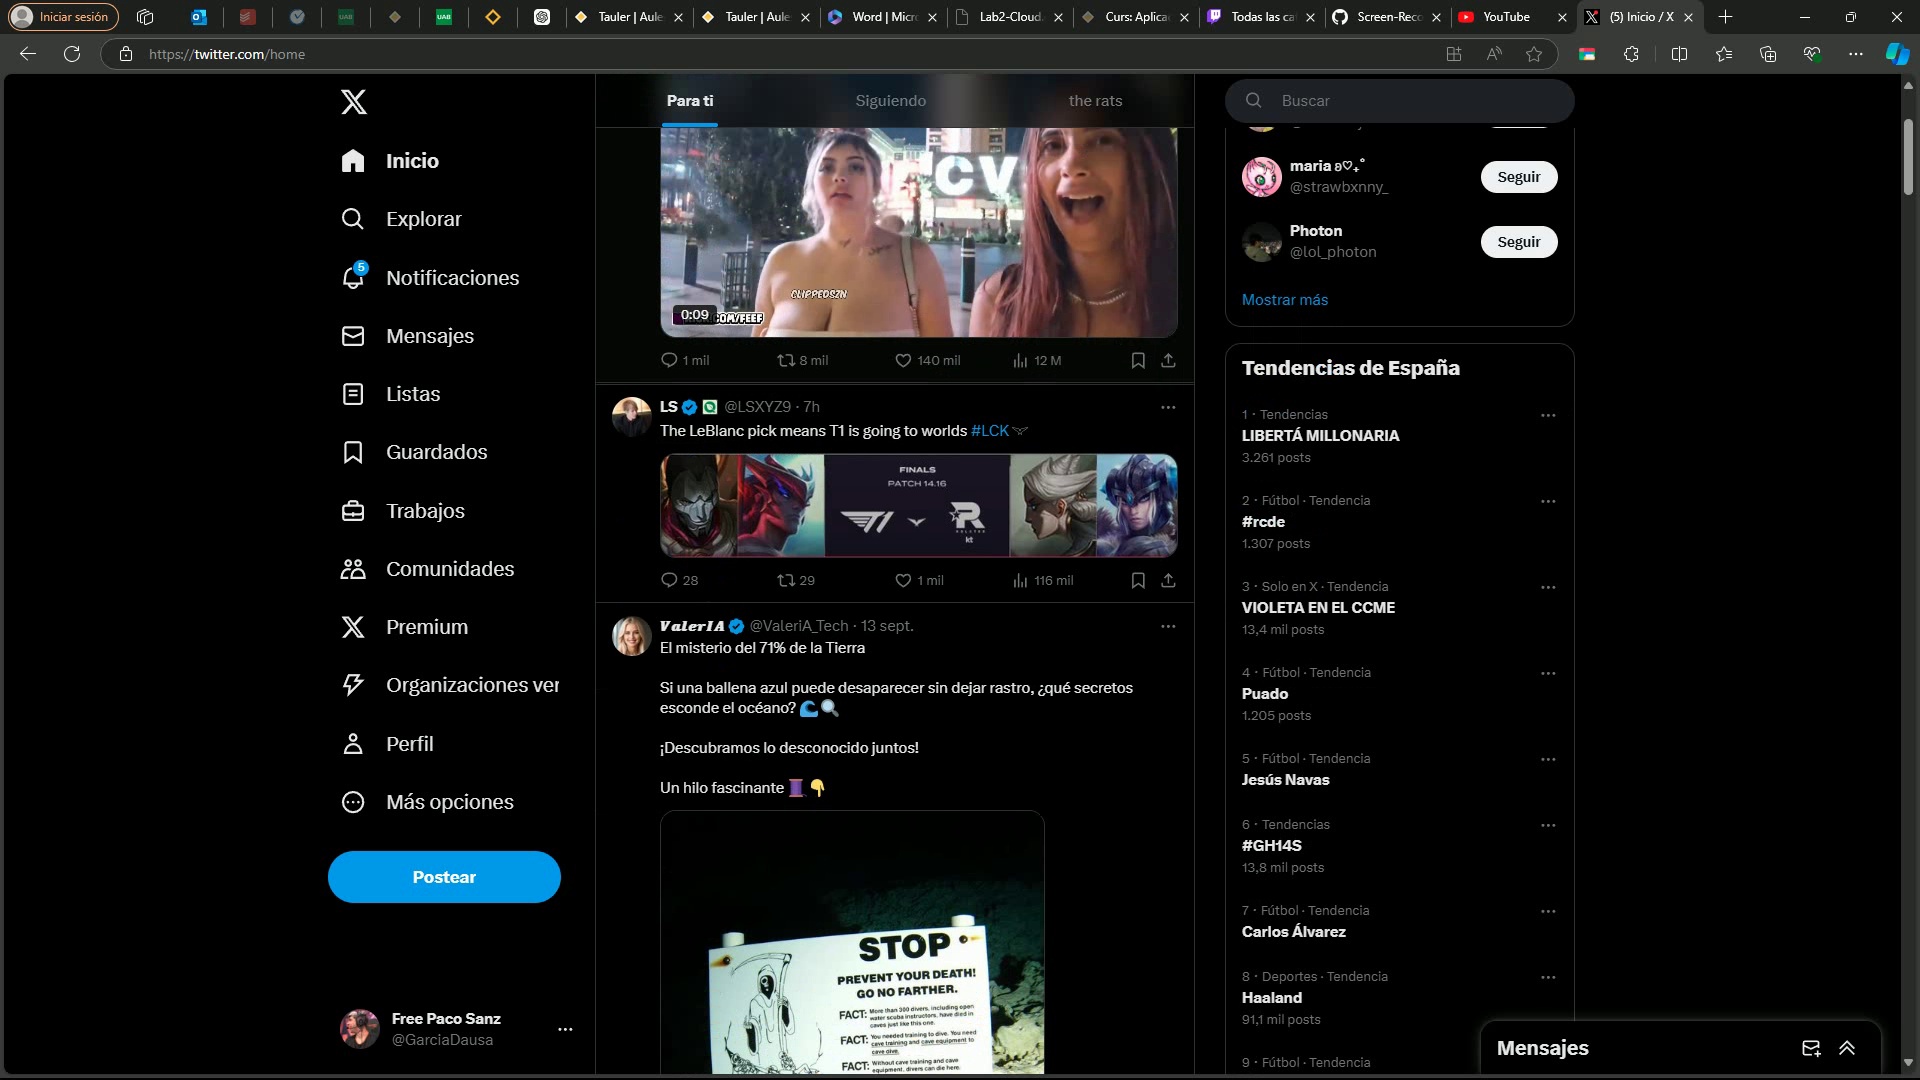 Iniciar sesión
Tauler | Aule
Tauler | Aule
Word | Micr
Lab2-Cloud
Curs: Aplica
Todas las ca
Screen-Reco
YouTube
(5) Inicio / X
https://twitter.com/home
Inicio
Explorar
5
Notificaciones
Mensajes
Listas
Guardados
Trabajos
Comunidades
Premium
Organizaciones ver
Perfil
Más opciones
Postear
Free Paco Sanz
@GarciaDausa
Para ti
Siguiendo
the rats
CLIPPEDSZN
0:09
.COM/FEEF
1 mil
8 mil
140 mil
12 M
LS @LSXYZ9 · 7h
The LeBlanc pick means T1 is going to worlds #LCK
FINALS
PATCH 14.16
T1
kt
28
29
1 mil
116 mil
ValerIA @ValeriA_Tech · 13 sept.
El misterio del 71% de la Tierra
Si una ballena azul puede desaparecer sin dejar rastro, ¿qué secretos
esconde el océano?
¡Descubramos lo desconocido juntos!
Un hilo fascinante
STOP
PREVENT YOUR DEATH!
GO NO FARTHER.
FACT: More than 300 divers, including open
water scuba instructors, have died in
caves just like this one.
FACT: You needed training to dive. You need
cave training and cave equipment to
cave dive.
FACT: Without cave training and cave
equipment, divers can die here.
Buscar
maria
@strawbxnny_
Seguir
Photon
@lol_photon
Seguir
Mostrar más
Tendencias de España
1 · Tendencias
LIBERTÁ MILLONARIA
3.261 posts
2 · Fútbol · Tendencia
#rcde
1.307 posts
3 · Solo en X · Tendencia
VIOLETA EN EL CCME
13,4 mil posts
4 · Fútbol · Tendencia
Puado
1.205 posts
5 · Fútbol · Tendencia
Jesús Navas
6 · Tendencias
#GH14S
13,8 mil posts
7 · Fútbol · Tendencia
Carlos Álvarez
8 · Deportes · Tendencia
Haaland
91,1 mil posts
9 · Fútbol · Tendencia
Mensajes